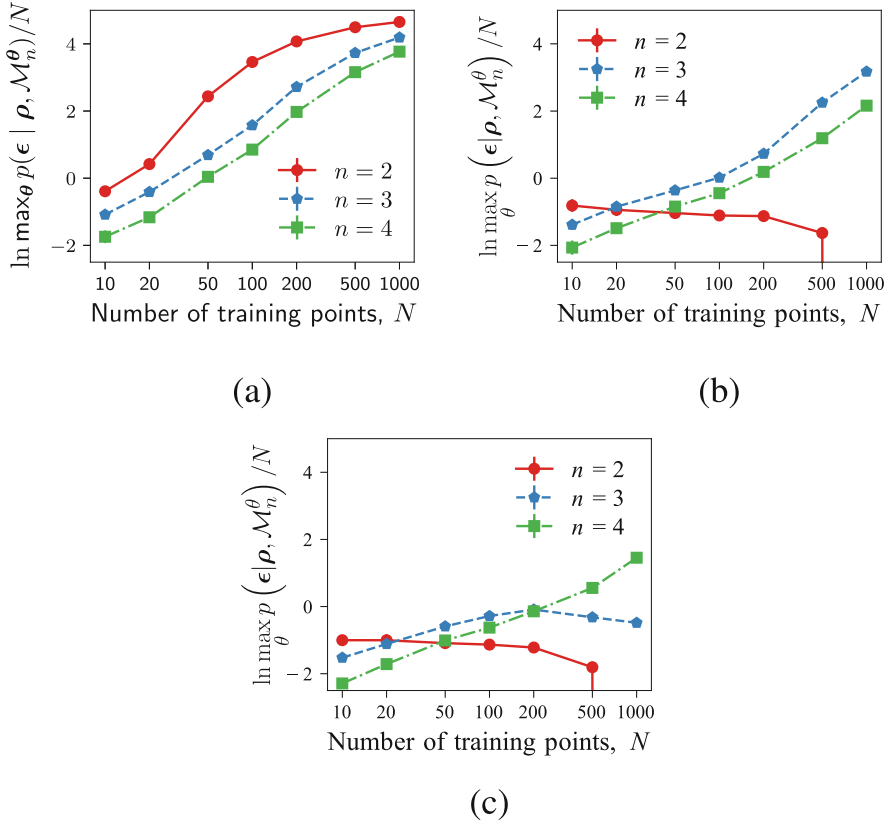 ln max_θ p(ϵ | ρ, M_n^θ)/N
4
2
0
−2
n = 2
n = 3
n = 4
10 20 50 100 200 500 1000
Number of training points, N
(a)
ln max_θ p (ϵ|ρ, M_n^θ) /N
4
2
0
−2
n = 2
n = 3
n = 4
10 20 50 100 200 500 1000
Number of training points, N
(b)
ln max_θ p (ϵ|ρ, M_n^θ) /N
4
2
0
−2
n = 2
n = 3
n = 4
10 20 50 100 200 500 1000
Number of training points, N
(c)